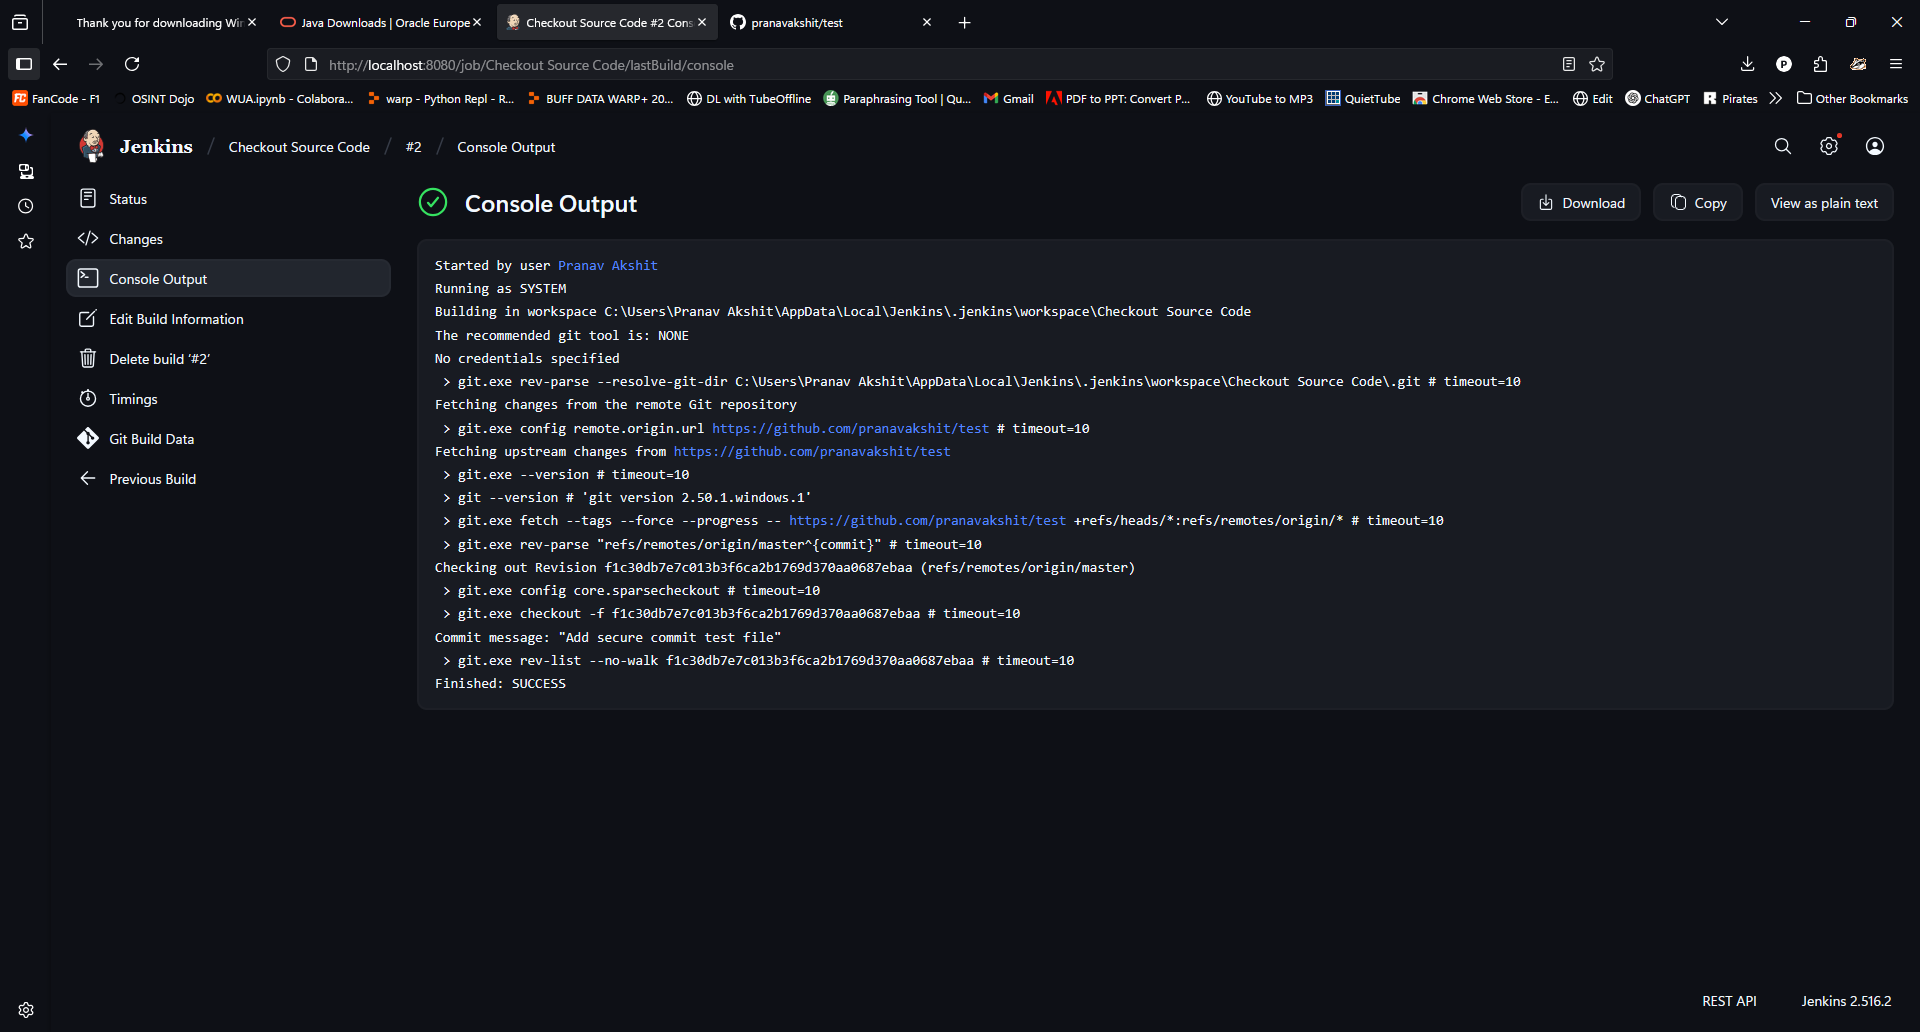 Thank you for downloading Wi
Java Downloads | Oracle Europe
Checkout Source Code #2 Cons
pranavakshit/test
http://localhost:8080/job/Checkout Source Code/lastBuild/console
FanCode - F1
OSINT Dojo
WUA.ipynb - Colabora...
warp - Python Repl - R...
BUFF DATA WARP+ 20...
DL with TubeOffline
Paraphrasing Tool | Qu...
Gmail
PDF to PPT: Convert P...
YouTube to MP3
QuietTube
Chrome Web Store - E...
Edit
ChatGPT
Pirates
Other Bookmarks
Jenkins / Checkout Source Code / #2 / Console Output
Status
Changes
Console Output
Edit Build Information
Delete build ‘#2’
Timings
Git Build Data
Previous Build
Console Output
Download
Copy
View as plain text
Started by user Pranav Akshit
Running as SYSTEM
Building in workspace C:\Users\Pranav Akshit\AppData\Local\Jenkins\.jenkins\workspace\Checkout Source Code
The recommended git tool is: NONE
No credentials specified
> git.exe rev-parse --resolve-git-dir C:\Users\Pranav Akshit\AppData\Local\Jenkins\.jenkins\workspace\Checkout Source Code\.git # timeout=10
Fetching changes from the remote Git repository
> git.exe config remote.origin.url https://github.com/pranavakshit/test # timeout=10
Fetching upstream changes from https://github.com/pranavakshit/test
> git.exe --version # timeout=10
> git --version # 'git version 2.50.1.windows.1'
> git.exe fetch --tags --force --progress -- https://github.com/pranavakshit/test +refs/heads/*:refs/remotes/origin/* # timeout=10
> git.exe rev-parse "refs/remotes/origin/master^{commit}" # timeout=10
Checking out Revision f1c30db7e7c013b3f6ca2b1769d370aa0687ebaa (refs/remotes/origin/master)
> git.exe config core.sparsecheckout # timeout=10
> git.exe checkout -f f1c30db7e7c013b3f6ca2b1769d370aa0687ebaa # timeout=10
Commit message: "Add secure commit test file"
> git.exe rev-list --no-walk f1c30db7e7c013b3f6ca2b1769d370aa0687ebaa # timeout=10
Finished: SUCCESS
REST API
Jenkins 2.516.2